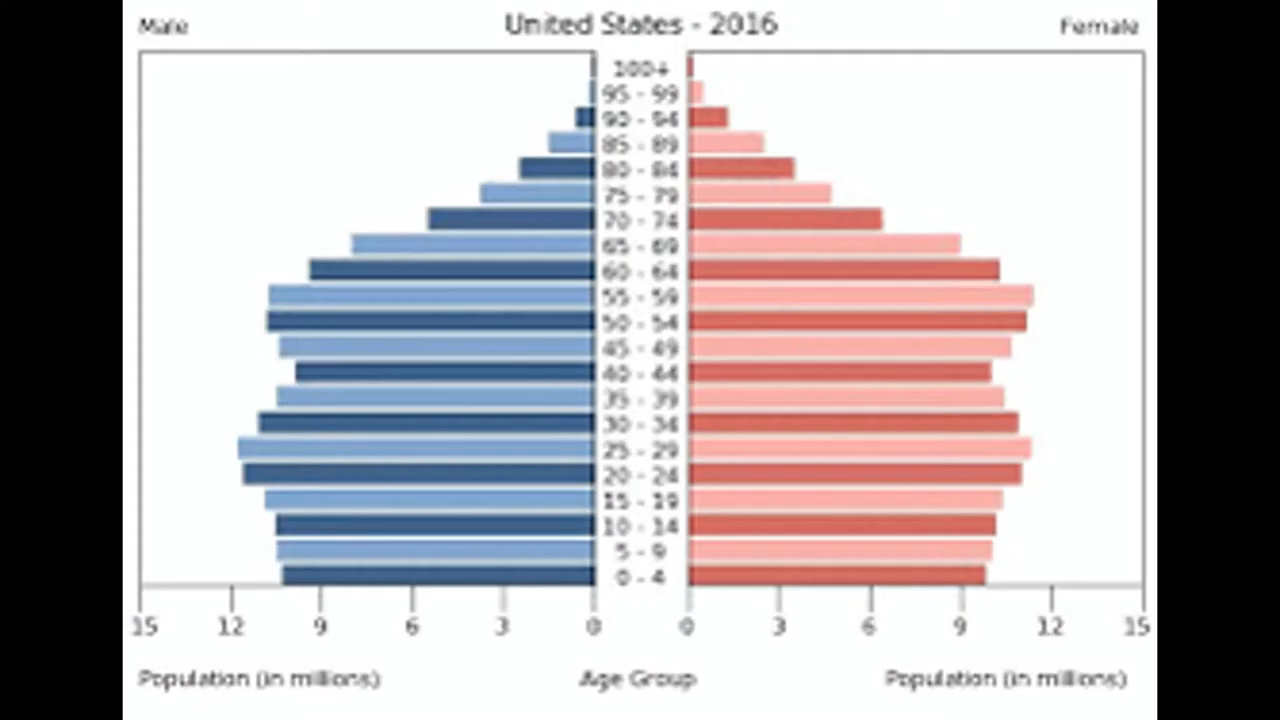 Male United States - 2016 Female
100+
95 - 99
90 - 94
85 - 89
80 - 84
75 - 79
70 - 74
65 - 69
60 - 64
55 - 59
50 - 54
45 - 49
40 - 44
35 - 39
30 - 34
25 - 29
20 - 24
15 - 19
10 - 14
5 - 9
0 - 4
15 12 9 6 3 0 0 3 6 9 12 15
Population (in millions) Age Group Population (in millions)